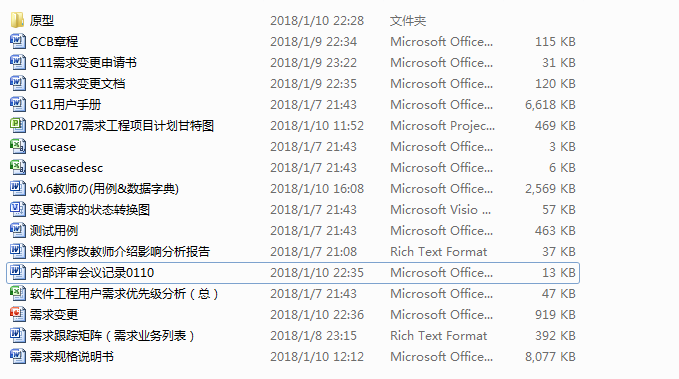 原型 2018/1/10 22:28 文件夹
CCB章程 2018/1/9 22:34 Microsoft Office... 115 KB
G11需求变更申请书 2018/1/9 23:22 Microsoft Office... 31 KB
G11需求变更文档 2018/1/9 22:35 Microsoft Office... 120 KB
G11用户手册 2018/1/7 21:43 Microsoft Office... 6,618 KB
PRD2017需求工程项目计划甘特图 2018/1/10 11:52 Microsoft Projec... 469 KB
usecase 2018/1/7 21:43 Microsoft Office... 3 KB
usecasedesc 2018/1/7 21:43 Microsoft Office... 6 KB
v0.6教师の(用例&数据字典) 2018/1/10 16:08 Microsoft Office... 2,569 KB
变更请求的状态转换图 2018/1/7 21:43 Microsoft Visio ... 57 KB
测试用例 2018/1/7 21:43 Microsoft Office... 463 KB
课程内修改教师介绍影响分析报告 2018/1/7 21:08 Rich Text Format 37 KB
内部评审会议记录0110 2018/1/10 22:35 Microsoft Office... 13 KB
软件工程用户需求优先级分析（总） 2018/1/7 21:43 Microsoft Office... 47 KB
需求变更 2018/1/10 22:36 Microsoft Office... 919 KB
需求跟踪矩阵（需求业务列表） 2018/1/8 23:15 Rich Text Format 392 KB
需求规格说明书 2018/1/10 12:12 Microsoft Office... 8,077 KB